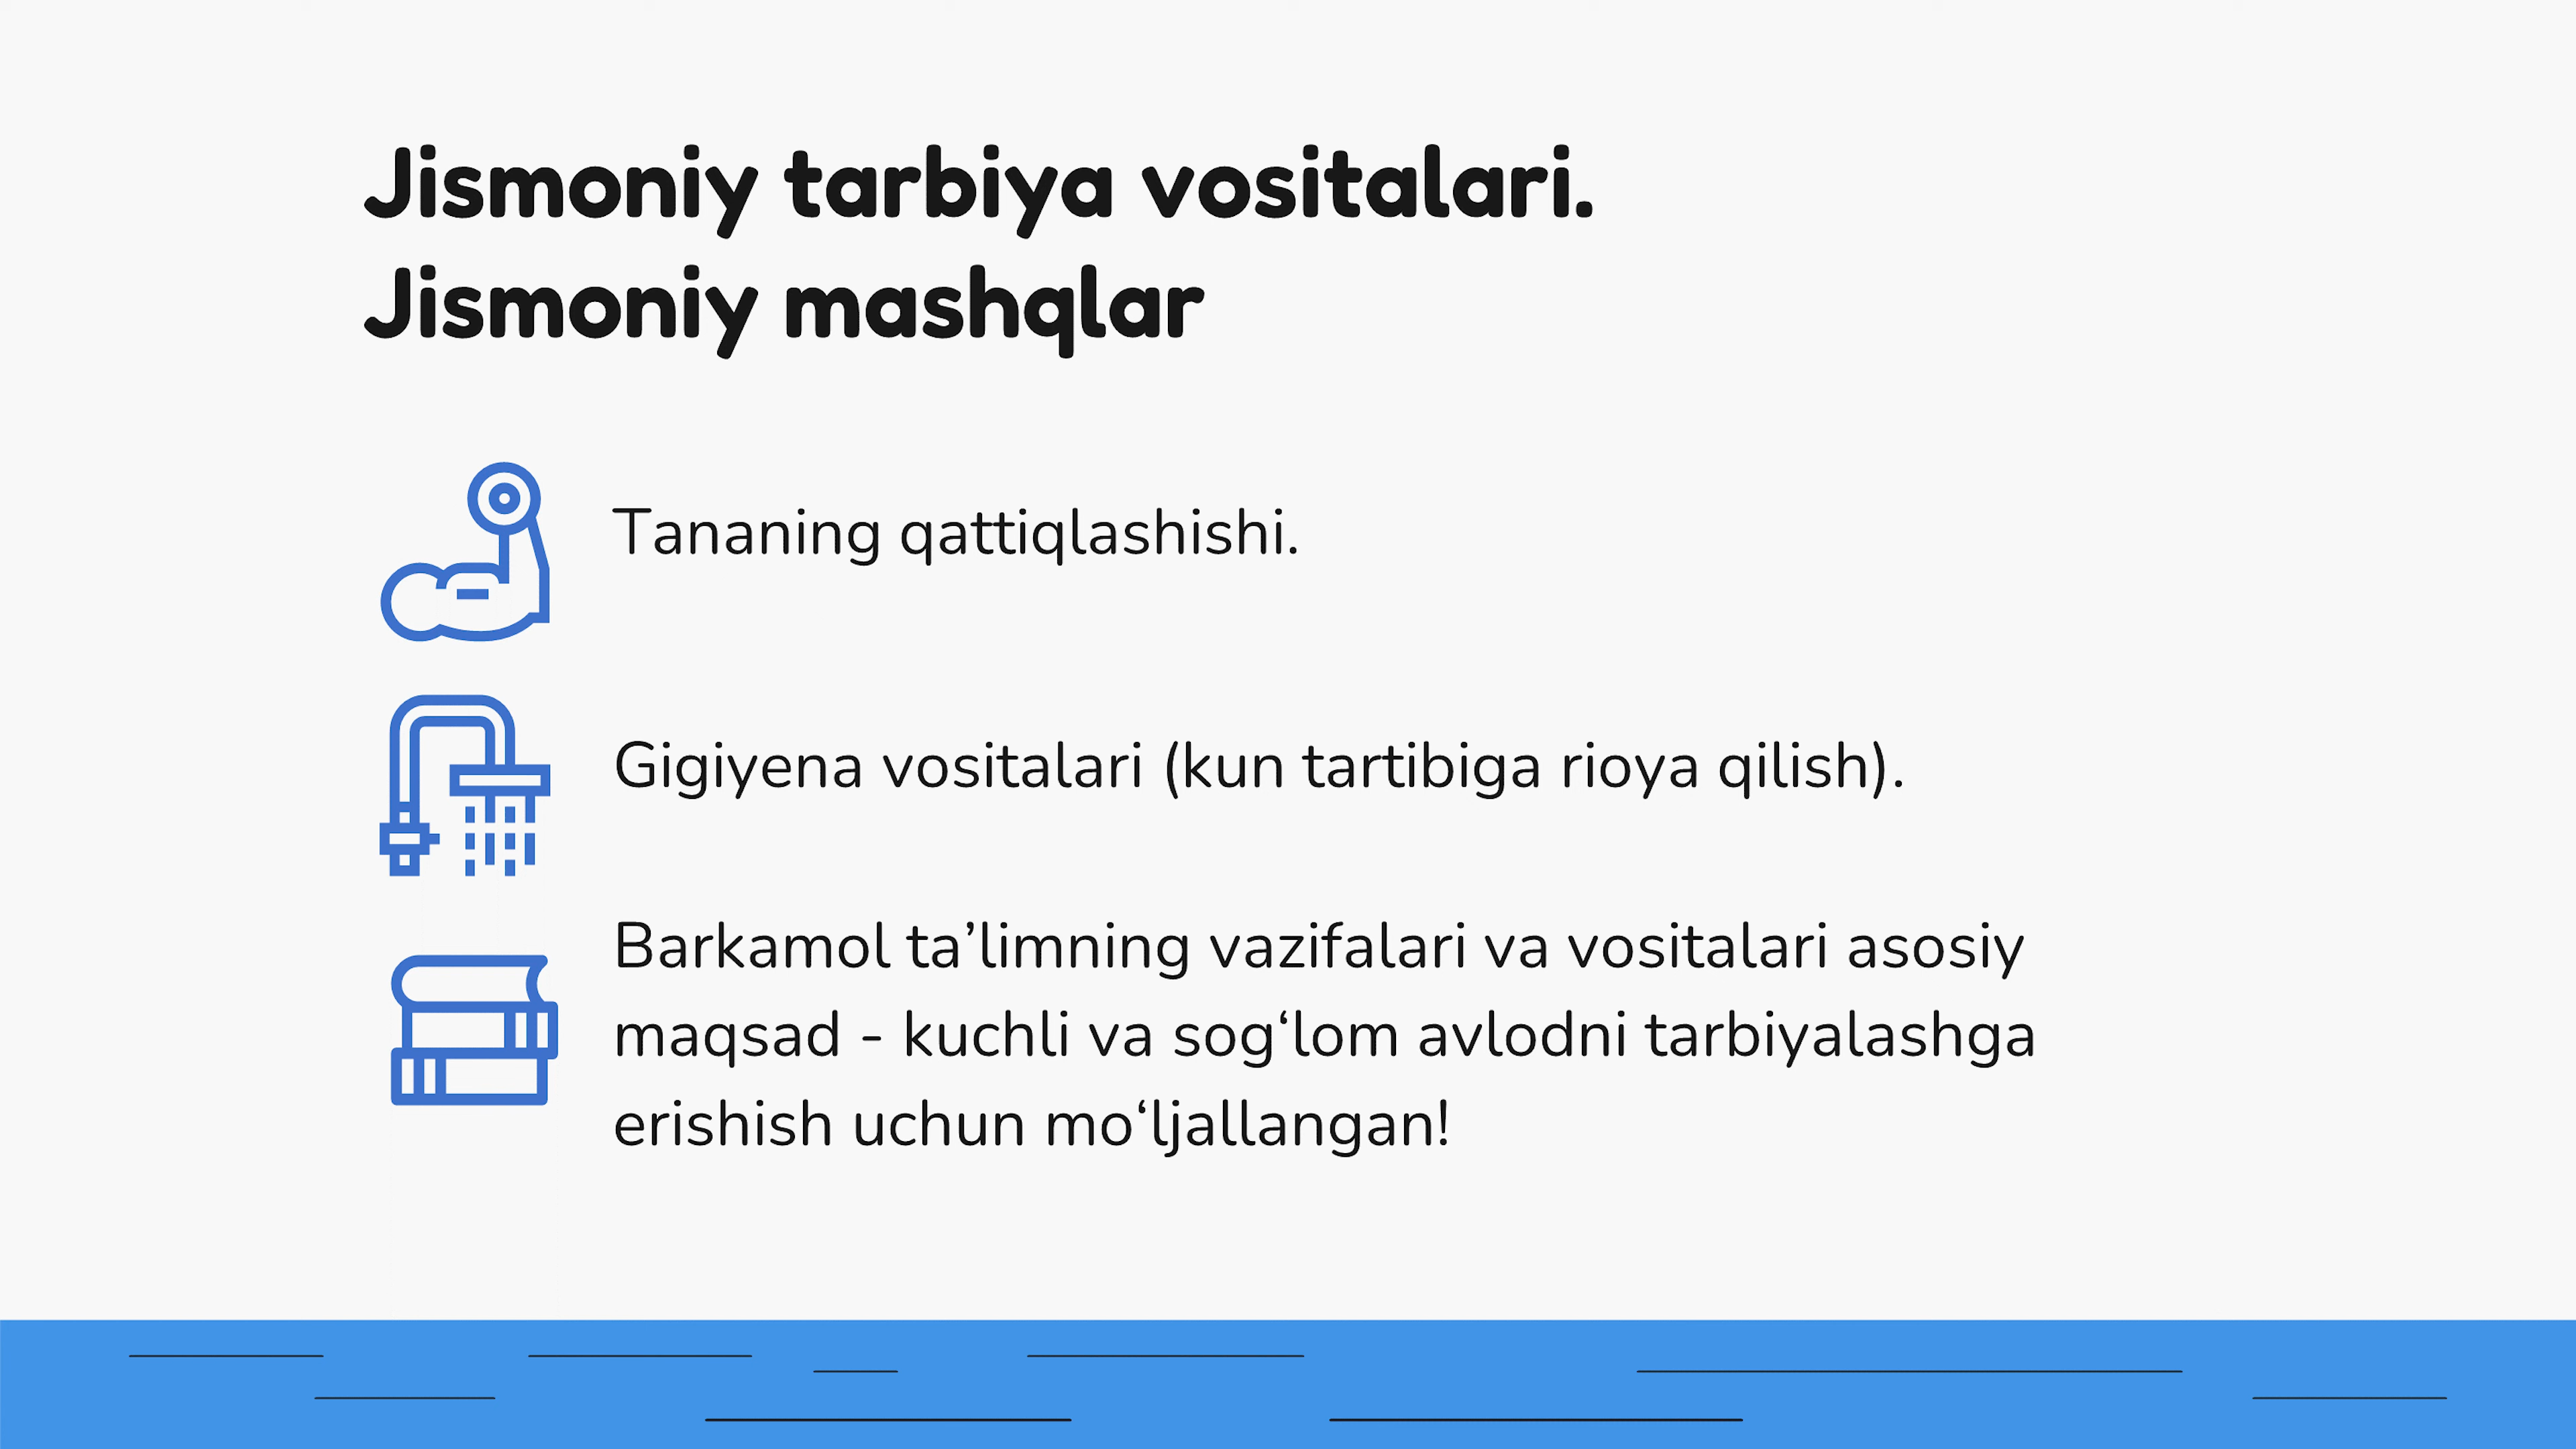 Jismoniy tarbiya vositalari.
Jismoniy mashqlar
Tananing qattiqlashishi.
Gigiyena vositalari (kun tartibiga rioya qilish).
Barkamol ta’limning vazifalari va vositalari asosiy
maqsad - kuchli va sog‘lom avlodni tarbiyalashga
erishish uchun mo‘ljallangan!